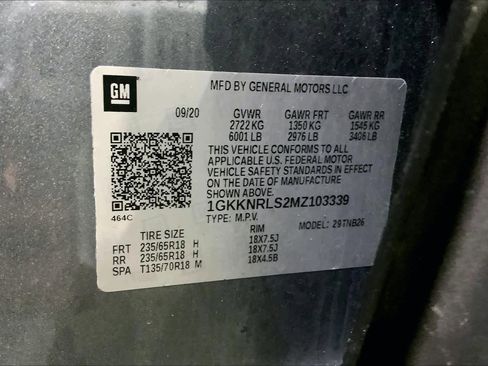 GM
MFD BY GENERAL MOTORS LLC
09/20 GVWR GAWR FRT GAWR RR
2722 KG 1350 KG 1545 KG
6001 LB 2976 LB 3406 LB
THIS VEHICLE CONFORMS TO ALL
APPLICABLE U.S. FEDERAL MOTOR
VEHICLE SAFETY STANDARDS IN EFFECT
ON THE DATE OF MANUFACTURE
SHOWN ABOVE.
1GKKNRLS2MZ103339
464C TYPE: M.P.V. MODEL: 29TNB26
TIRE SIZE RIM
FRT 235/65R18 H 18X7.5J
RR 235/65R18 H 18X7.5J
SPA T135/70R18 M 18X4.5B